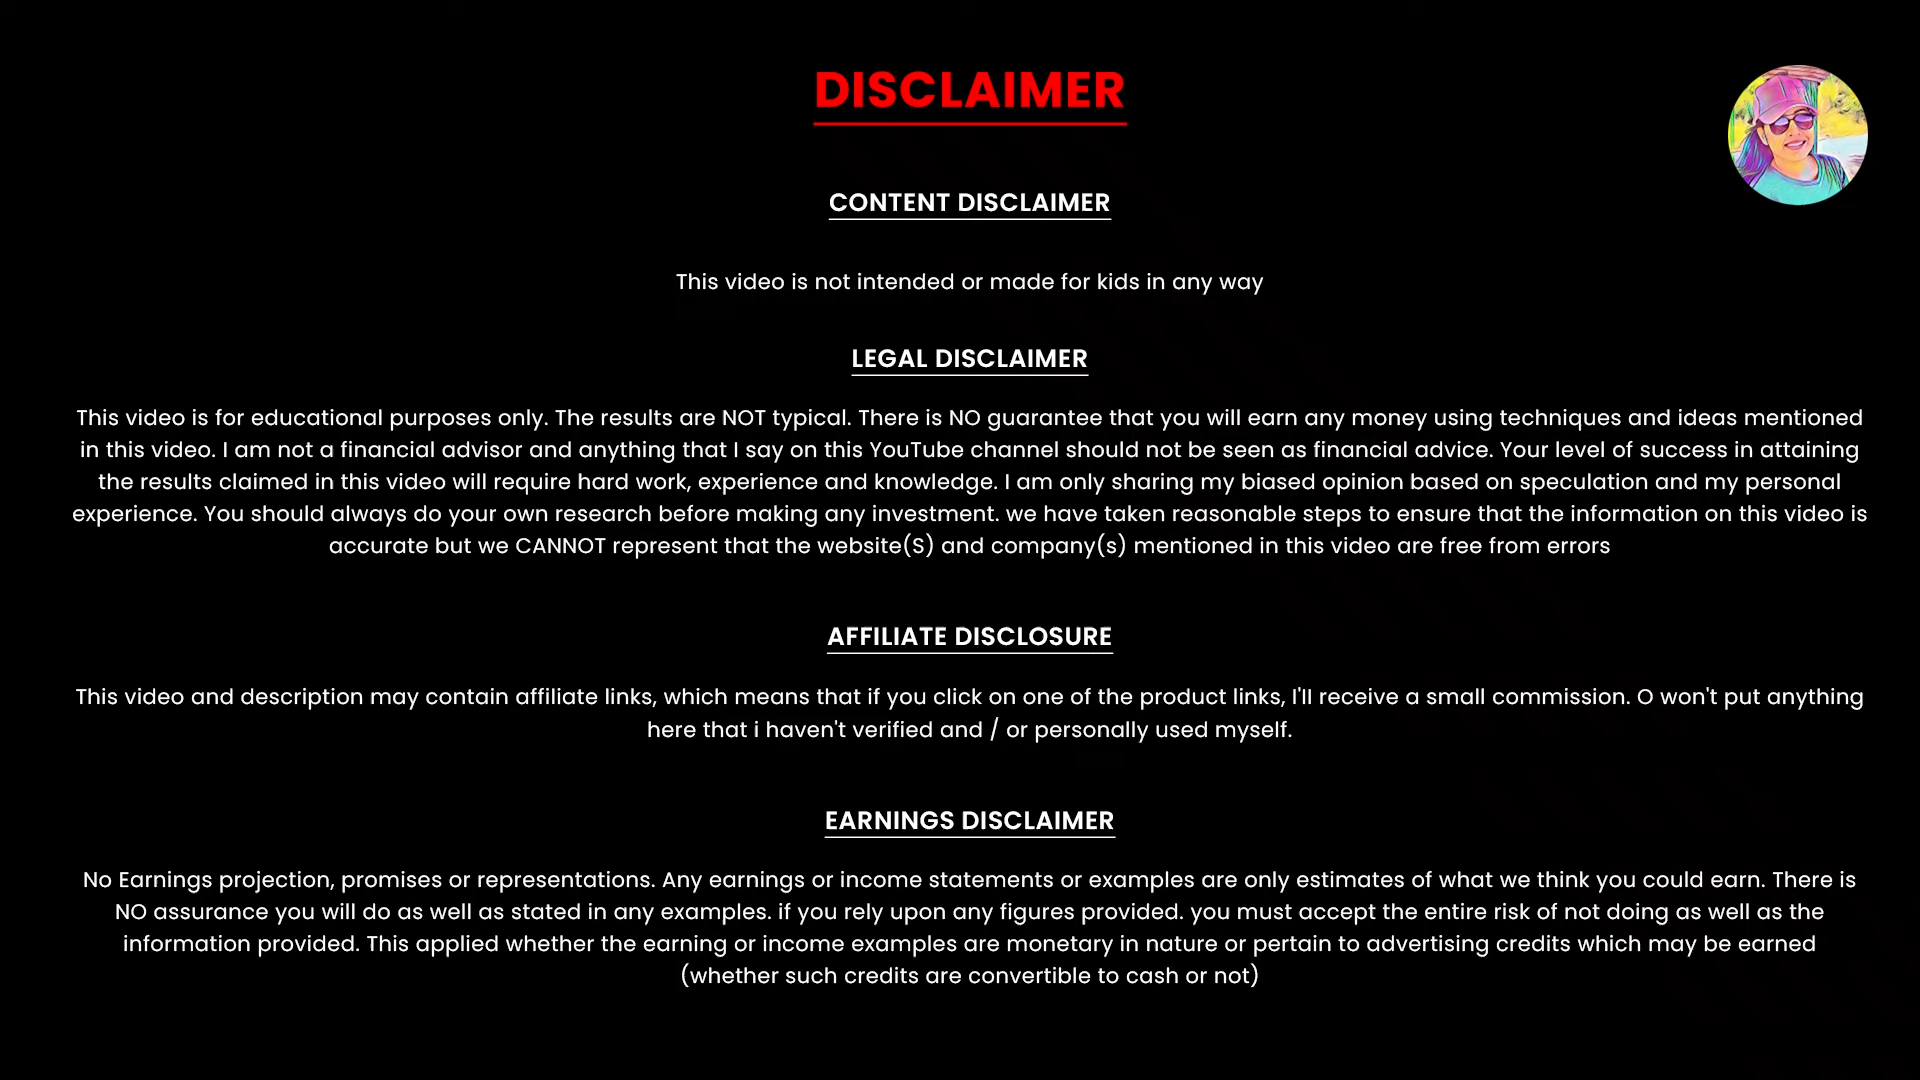 DISCLAIMER
CONTENT DISCLAIMER
This video is not intended or made for kids in any way
LEGAL DISCLAIMER
This video is for educational purposes only. The results are NOT typical. There is NO guarantee that you will earn any money using techniques and ideas mentioned
in this video. I am not a financial advisor and anything that I say on this YouTube channel should not be seen as financial advice. Your level of success in attaining
the results claimed in this video will require hard work, experience and knowledge. I am only sharing my biased opinion based on speculation and my personal
experience. You should always do your own research before making any investment. we have taken reasonable steps to ensure that the information on this video is
accurate but we CANNOT represent that the website(S) and company(s) mentioned in this video are free from errors
AFFILIATE DISCLOSURE
This video and description may contain affiliate links, which means that if you click on one of the product links, I'll receive a small commission. O won't put anything
here that i haven't verified and / or personally used myself.
EARNINGS DISCLAIMER
No Earnings projection, promises or representations. Any earnings or income statements or examples are only estimates of what we think you could earn. There is
NO assurance you will do as well as stated in any examples. if you rely upon any figures provided. you must accept the entire risk of not doing as well as the
information provided. This applied whether the earning or income examples are monetary in nature or pertain to advertising credits which may be earned
(whether such credits are convertible to cash or not)